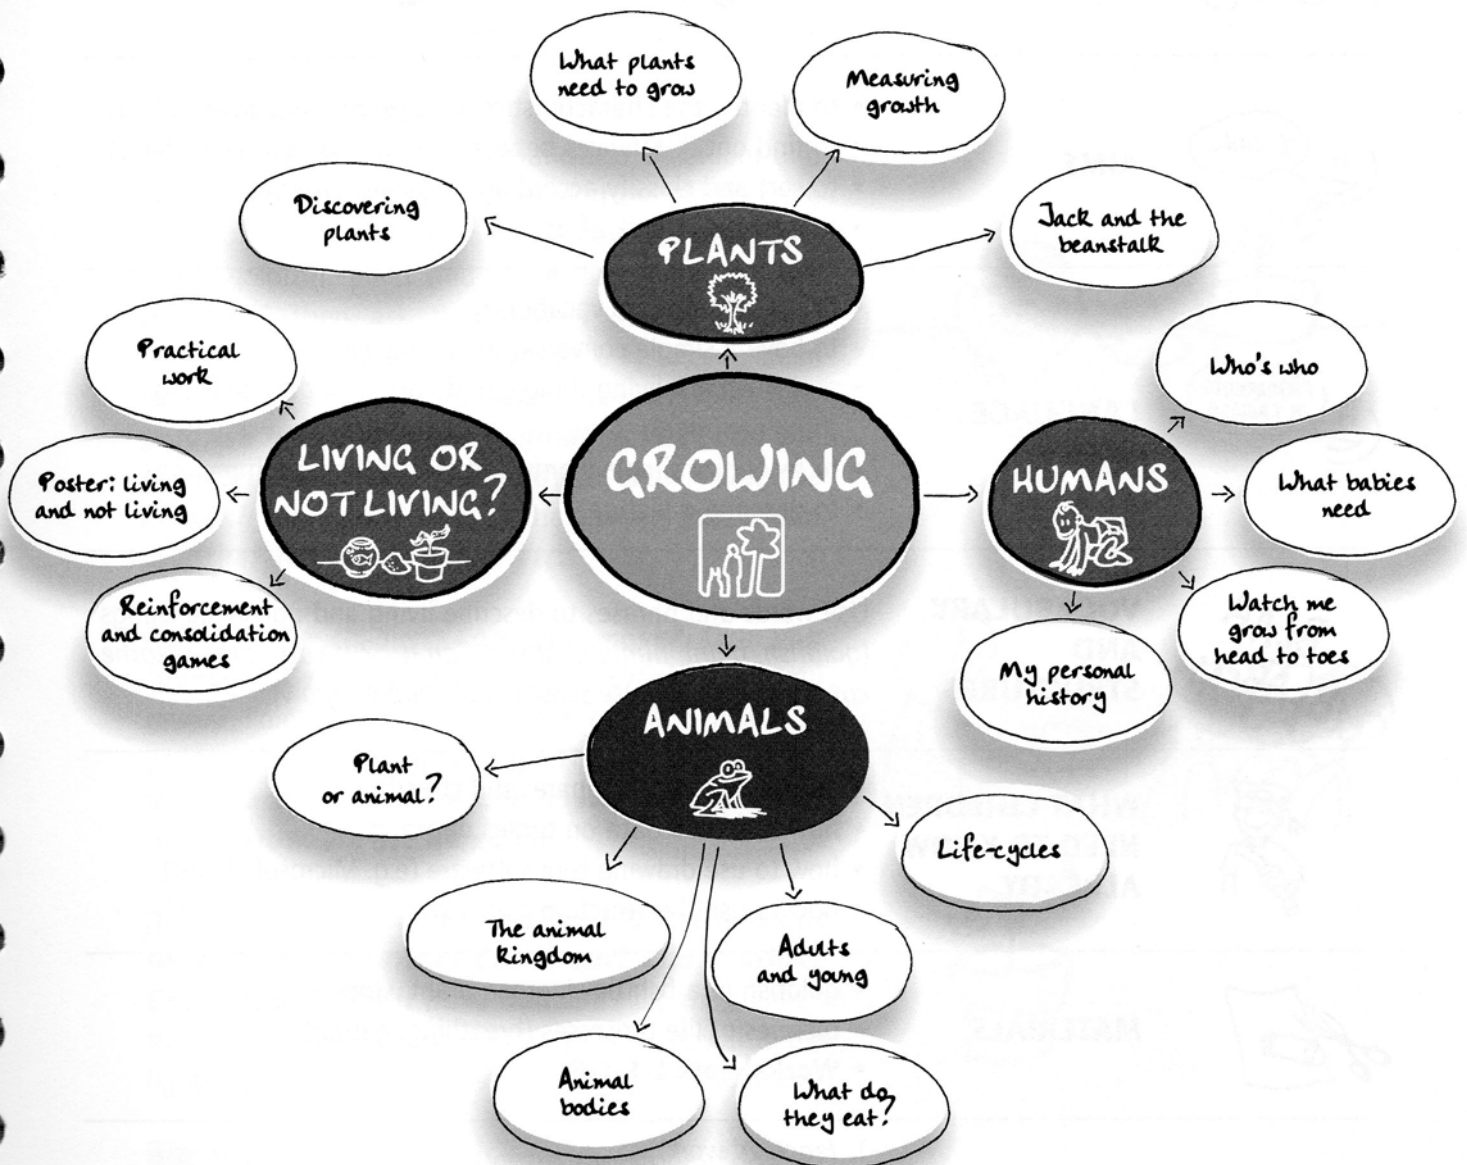 What plants
need to grow
Measuring
growth
Discovering
plants
PLANTS
Jack and the
beanstalk
Practical
work
Who's who
LIVING OR
NOT LIVING?
GROWING
HUMANS
Poster: living
and not living
What babies
need
Reinforcement
and consolidation
games
Watch me
grow from
head to toes
My personal
history
ANIMALS
Plant
or animal?
Life-cycles
The animal
kingdom
Adults
and young
Animal
bodies
What do
they eat?
MATERIALS